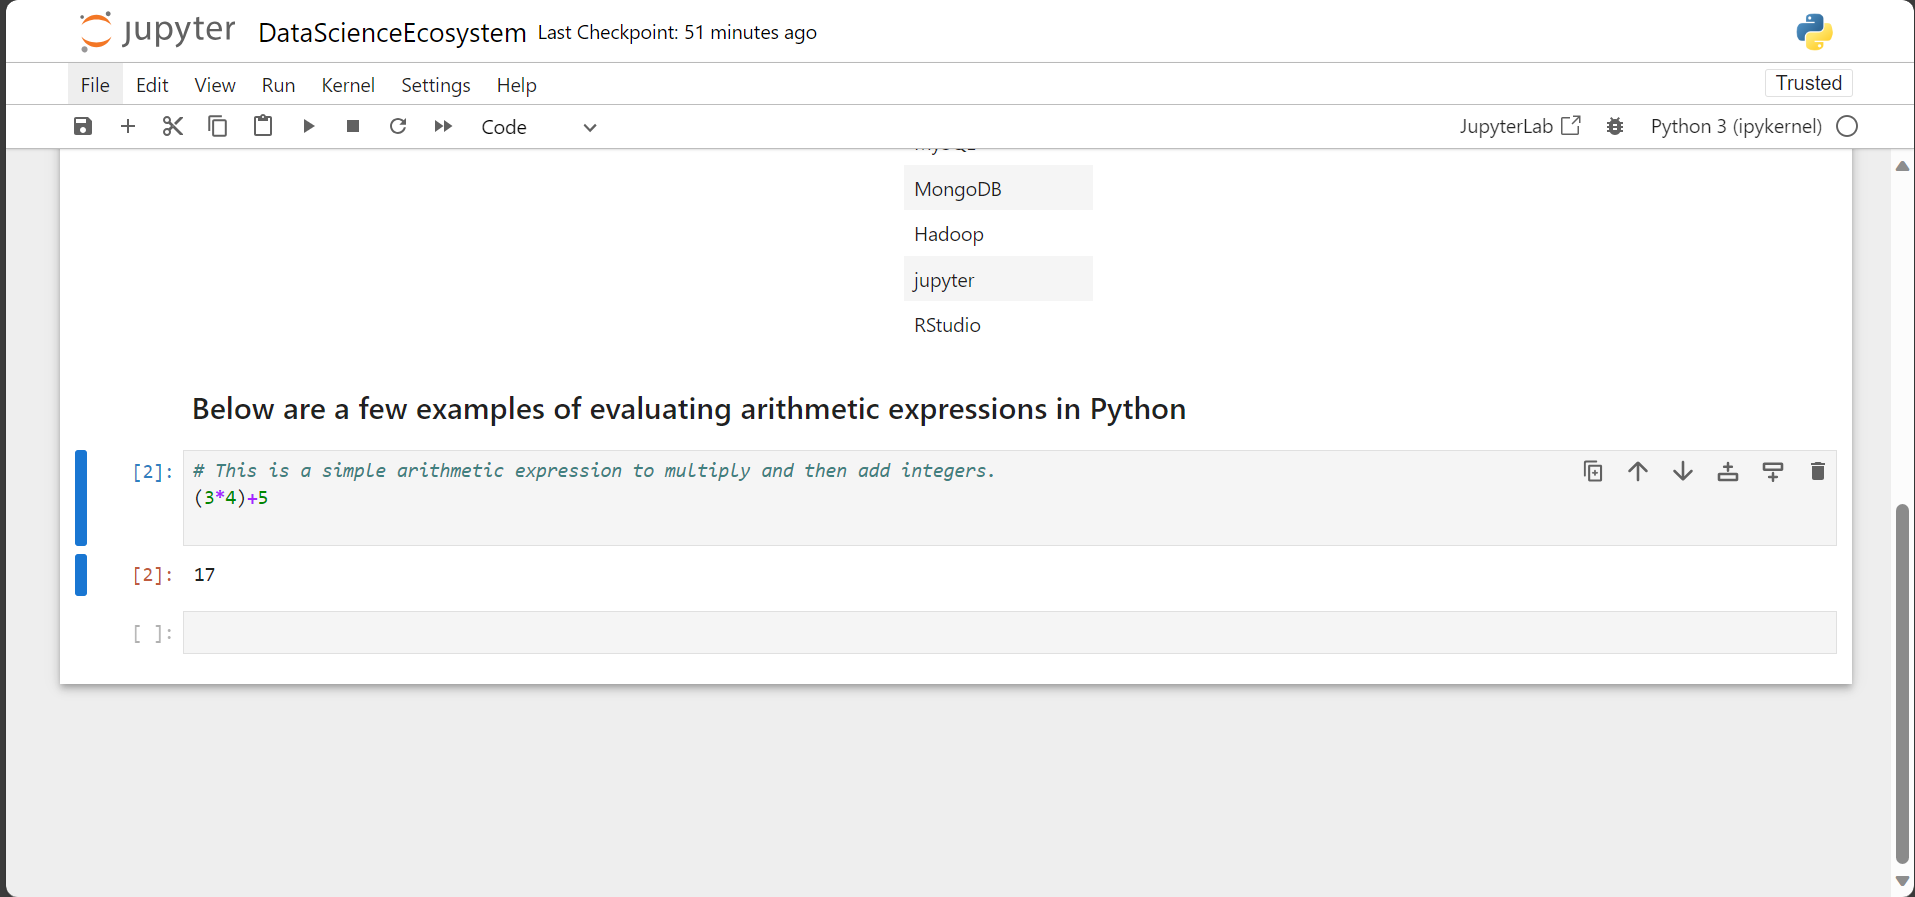 jupyter DataScienceEcosystem Last Checkpoint: 51 minutes ago
File Edit View Run Kernel Settings Help Trusted
Code JupyterLab Python 3 (ipykernel)
MongoDB
Hadoop
jupyter
RStudio
Below are a few examples of evaluating arithmetic expressions in Python
[2]: # This is a simple arithmetic expression to multiply and then add integers.
(3*4)+5
[2]: 17
[ ]: